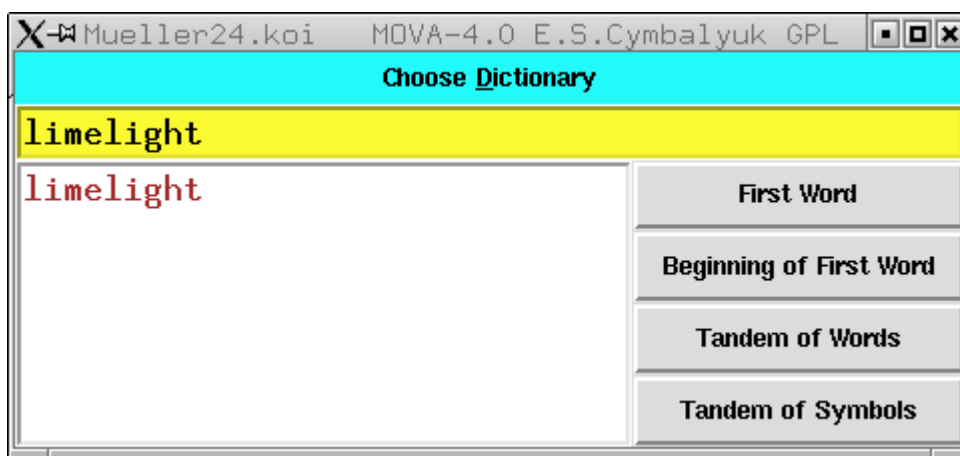 Mueller24.koi MOVA-4.0 E.S.Cymbalyuk GPL
Choose Dictionary
limelight
limelight
First Word
Beginning of First Word
Tandem of Words
Tandem of Symbols